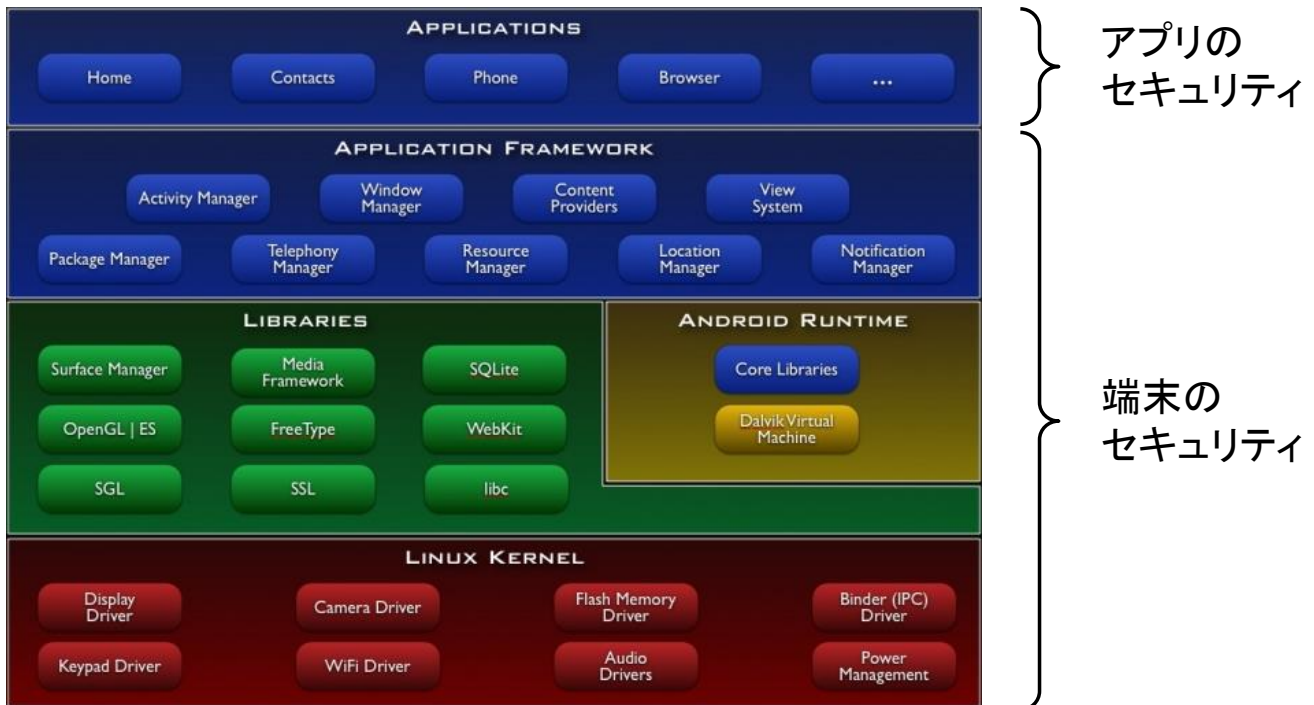 APPLICATIONS
Home
Contacts
Phone
Browser
...
アプリの
セキュリティ
APPLICATION FRAMEWORK
Activity Manager
Window
Manager
Content
Providers
View
System
Package Manager
Telephony
Manager
Resource
Manager
Location
Manager
Notification
Manager
LIBRARIES
Surface Manager
Media
Framework
SQLite
OpenGL | ES
FreeType
WebKit
SGL
SSL
libc
ANDROID RUNTIME
Core Libraries
Dalvik Virtual
Machine
端末の
セキュリティ
LINUX KERNEL
Display
Driver
Camera Driver
Flash Memory
Driver
Binder (IPC)
Driver
Keypad Driver
WiFi Driver
Audio
Drivers
Power
Management